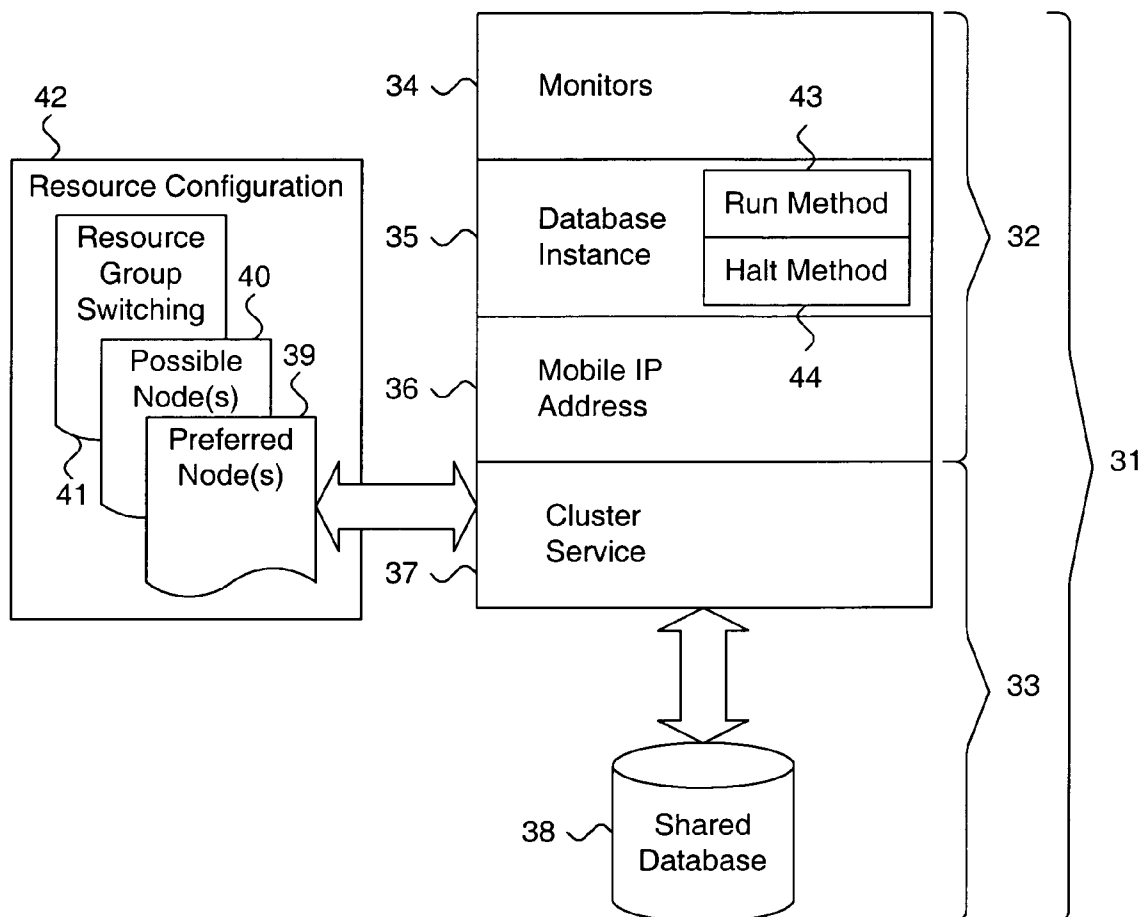 42
Resource Configuration
Resource
Group
Switching
40
Possible
Node(s)
39
Preferred
Node(s)
41
34
Monitors
43
35
Database
Instance
Run Method
Halt Method
44
36
Mobile IP
Address
37
Cluster
Service
38
Shared
Database
32
33
31